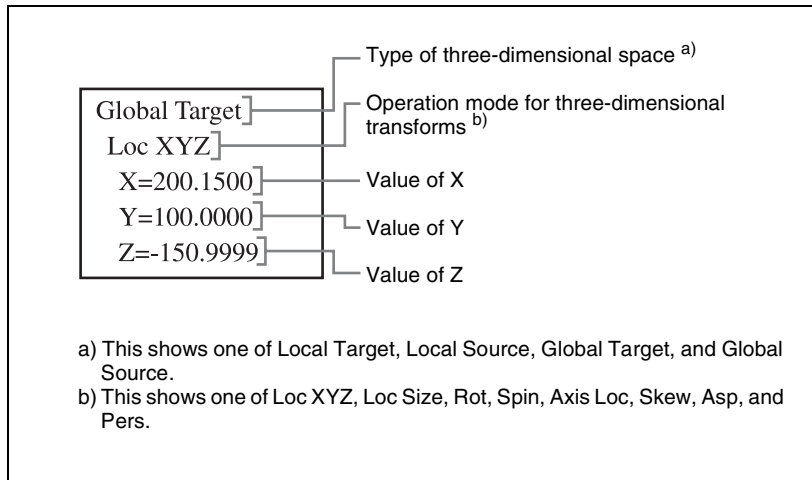 Type of three-dimensional space a)
Global Target
Operation mode for three-dimensional
transforms b)
Loc XYZ
X=200.1500
Value of X
Y=100.0000
Value of Y
Z=-150.9999
Value of Z
a) This shows one of Local Target, Local Source, Global Target, and Global
Source.
b) This shows one of Loc XYZ, Loc Size, Rot, Spin, Axis Loc, Skew, Asp, and
Pers.